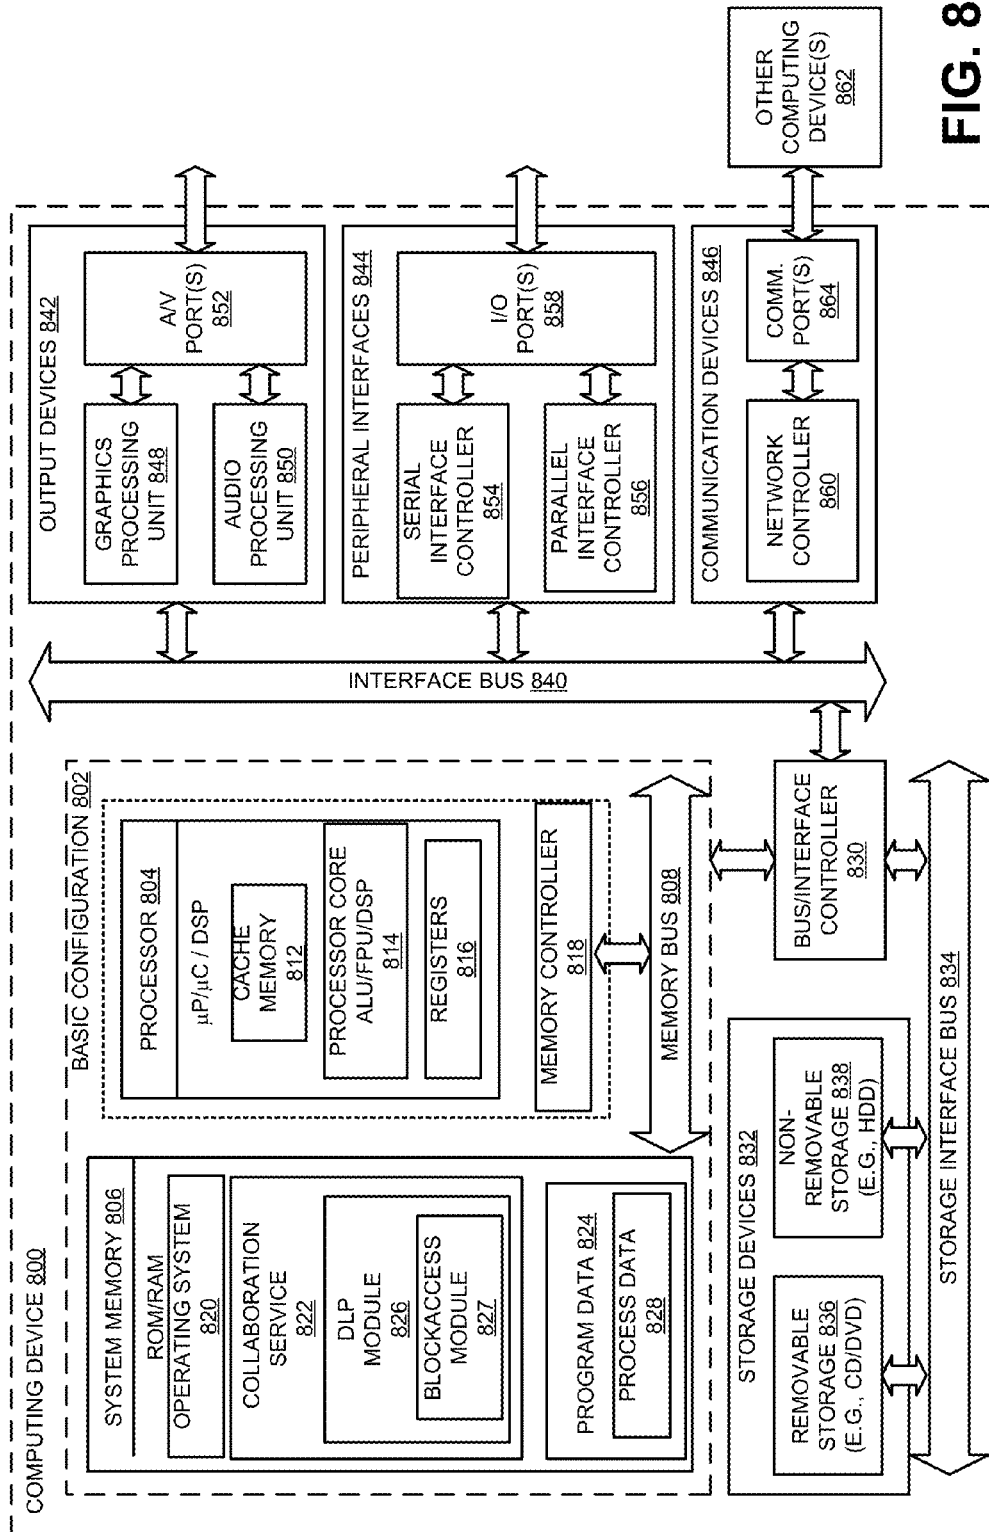 COMPUTING DEVICE 800
BASIC CONFIGURATION 802
SYSTEM MEMORY 806
ROM/RAM
OPERATING SYSTEM
820
COLLABORATION
SERVICE
822
DLP
MODULE
826
BLOCKACCESS
MODULE
827
PROGRAM DATA 824
PROCESS DATA
828
PROCESSOR 804
µP/µC / DSP
CACHE
MEMORY
812
PROCESSOR CORE
ALU/FPU/DSP
814
REGISTERS
816
MEMORY CONTROLLER
818
MEMORY BUS 808
STORAGE DEVICES 832
REMOVABLE
STORAGE 836
(E.G., CD/DVD)
NON-
REMOVABLE
STORAGE 838
(E.G., HDD)
BUS/INTERFACE
CONTROLLER
830
STORAGE INTERFACE BUS 834
INTERFACE BUS 840
OUTPUT DEVICES 842
GRAPHICS
PROCESSING
UNIT 848
AUDIO
PROCESSING
UNIT 850
A/V
PORT(S)
852
PERIPHERAL INTERFACES 844
SERIAL
INTERFACE
CONTROLLER
854
PARALLEL
INTERFACE
CONTROLLER
856
I/O
PORT(S)
858
COMMUNICATION DEVICES 846
NETWORK
CONTROLLER
860
COMM.
PORT(S)
864
OTHER
COMPUTING
DEVICE(S)
862
FIG. 8